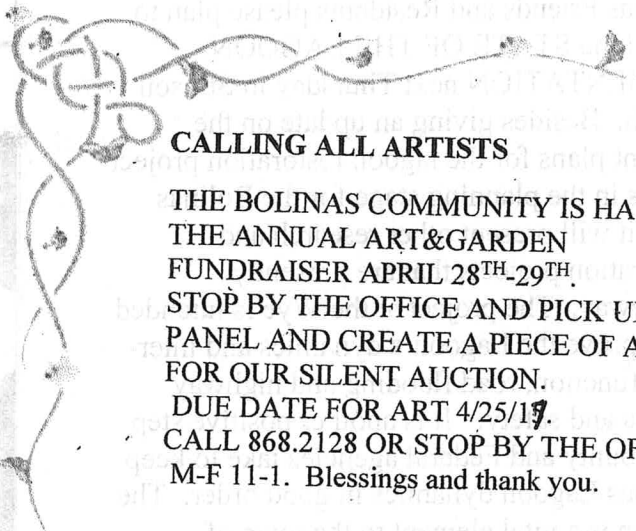 CALLING ALL ARTISTS
THE BOLINAS COMMUNITY IS HA
THE ANNUAL ART&GARDEN
FUNDRAISER APRIL 28TH-29TH.
STOP BY THE OFFICE AND PICK U
PANEL AND CREATE A PIECE OF A
FOR OUR SILENT AUCTION.
DUE DATE FOR ART 4/25/
CALL 868.2128 OR STOP BY THE OF
M-F 11-1. Blessings and thank you.